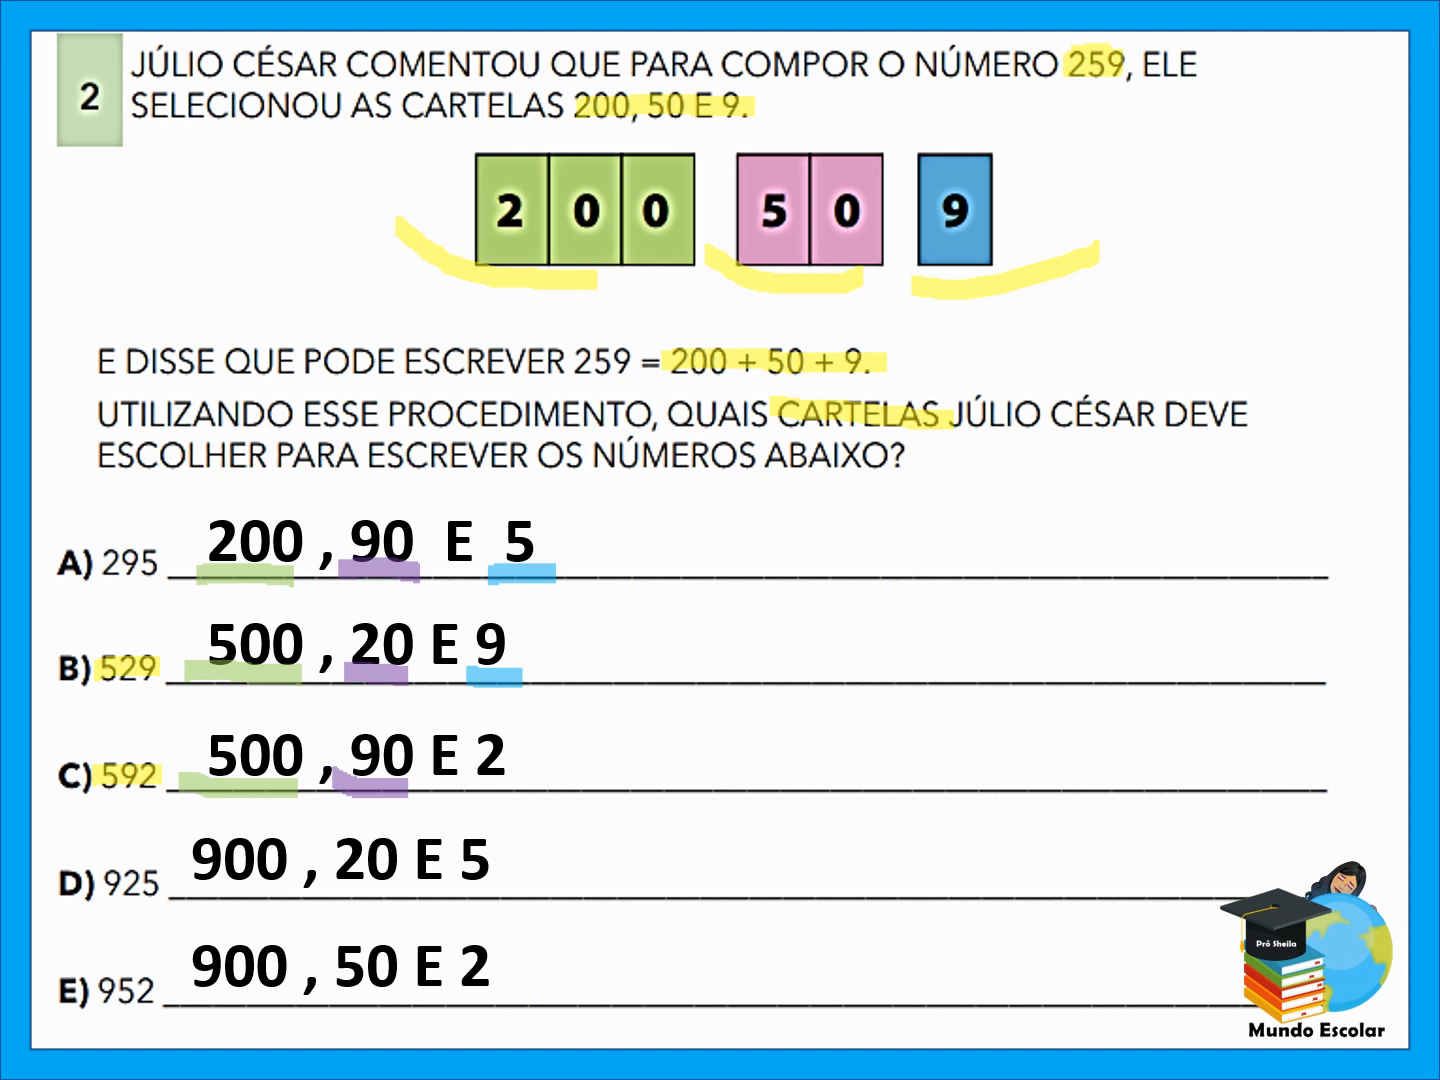 2
JÚLIO CÉSAR COMENTOU QUE PARA COMPOR O NÚMERO 259, ELE
SELECIONOU AS CARTELAS 200, 50 E 9.
2 0 0 5 0 9
E DISSE QUE PODE ESCREVER 259 = 200 + 50 + 9.
UTILIZANDO ESSE PROCEDIMENTO, QUAIS CARTELAS JÚLIO CÉSAR DEVE
ESCOLHER PARA ESCREVER OS NÚMEROS ABAIXO?
A) 295 200 , 90 E 5
B) 529 500 , 20 E 9
C) 592 500 , 90 E 2
D) 925 900 , 20 E 5
E) 952 900 , 50 E 2
Prô Sheila
Mundo Escolar